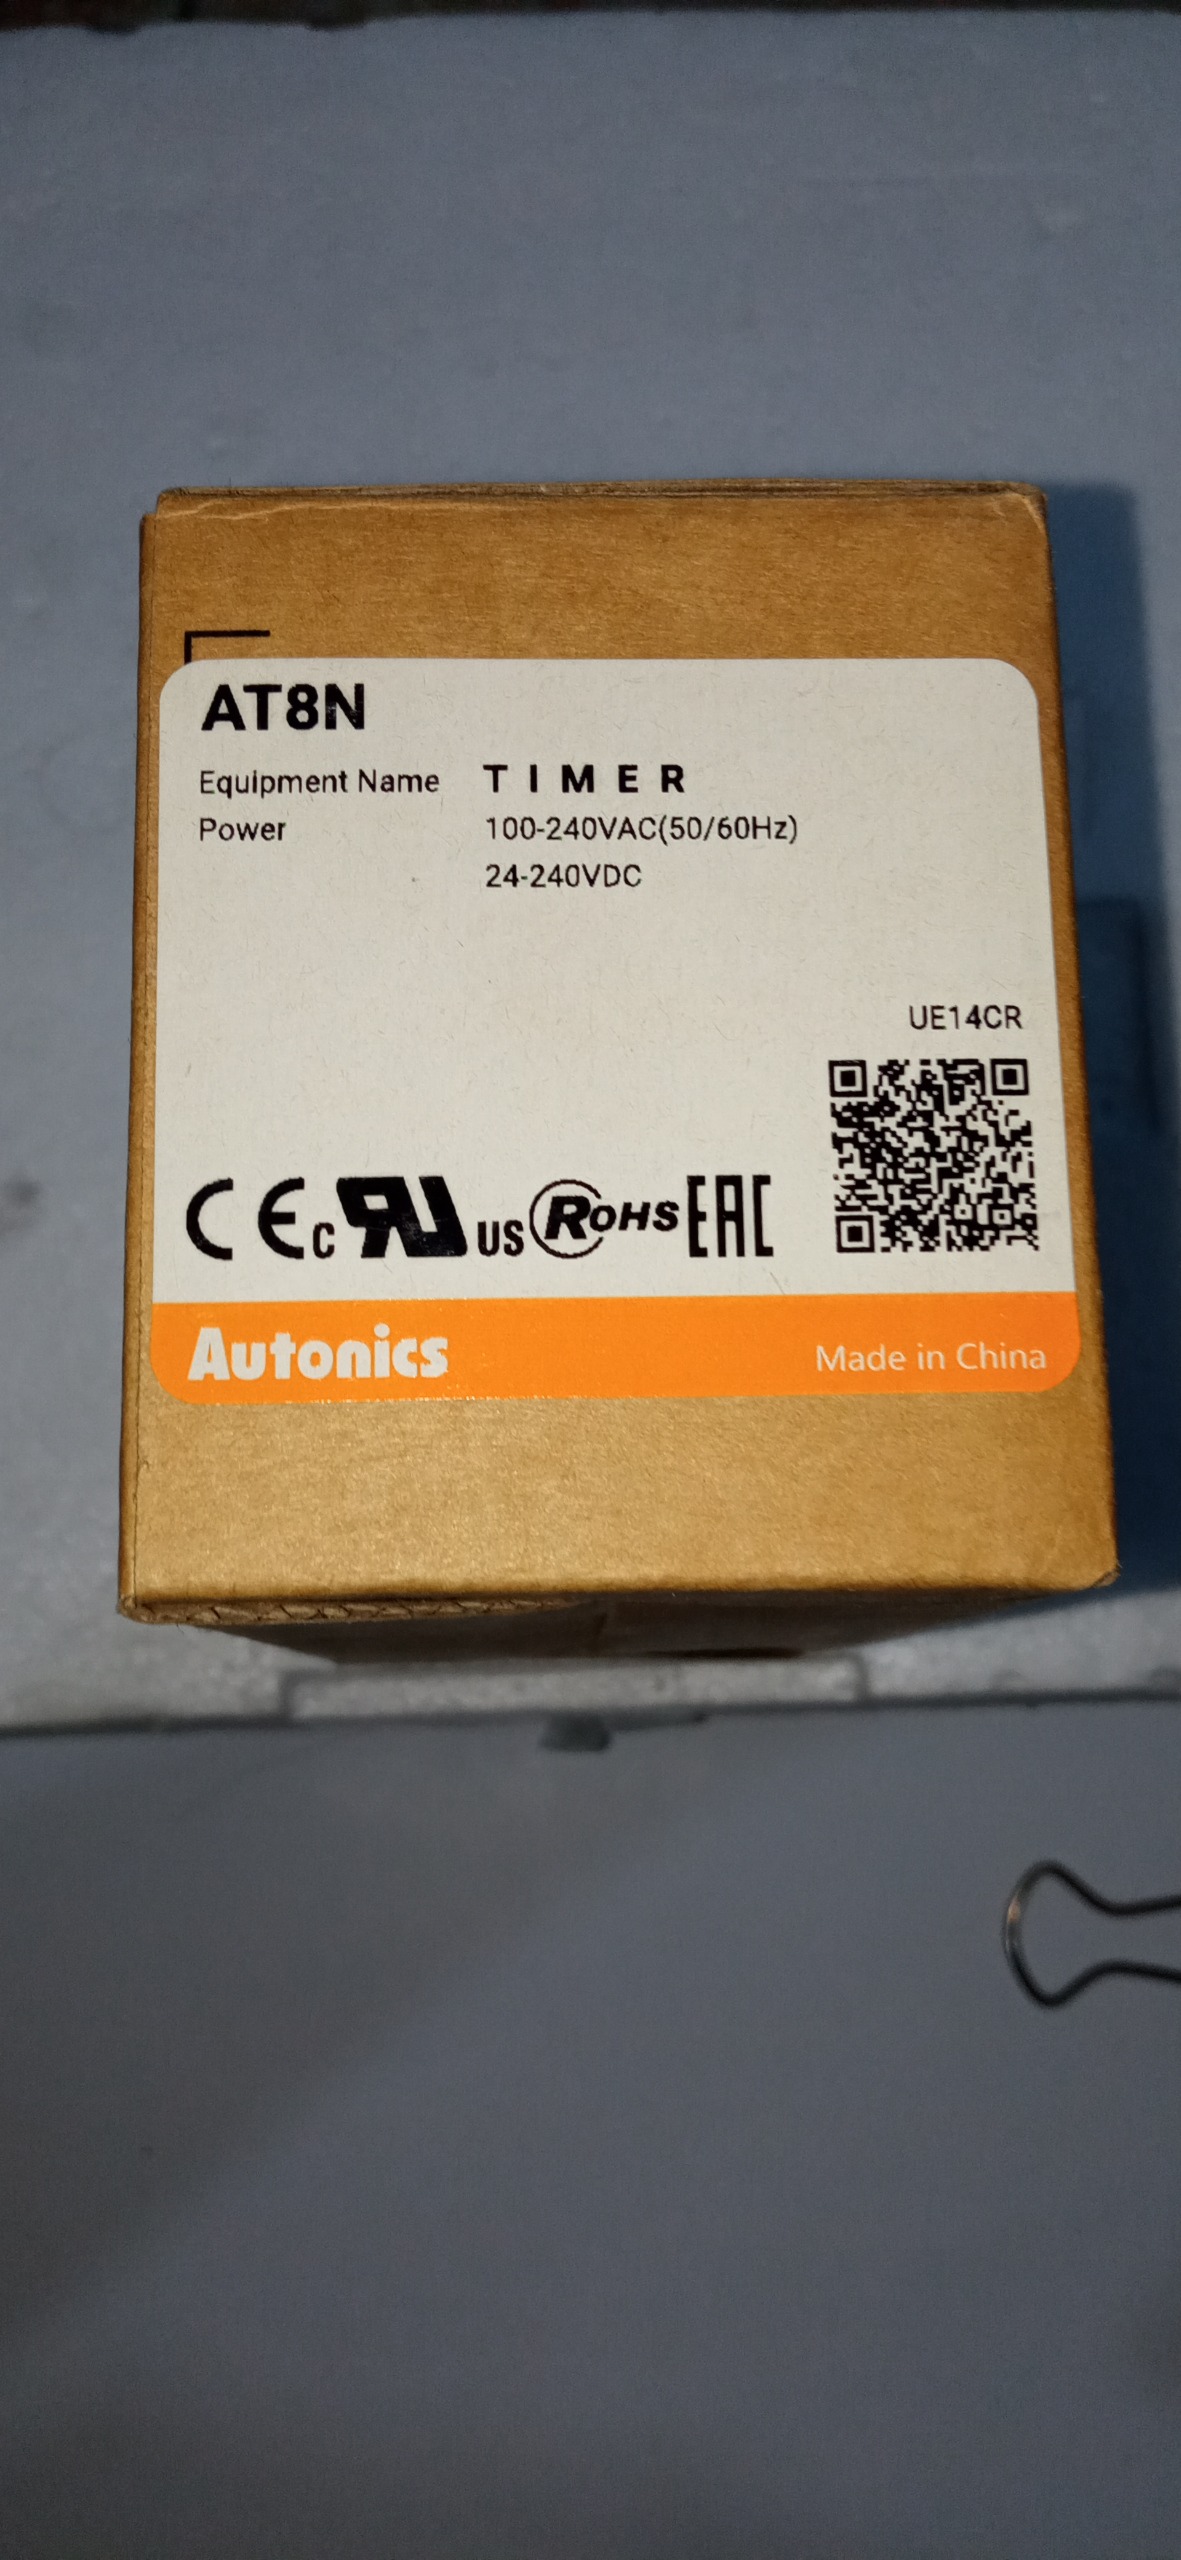 AT8N
Equipment Name TIMER
Power 100-240VAC(50/60Hz)
24-240VDC
UE14CR
CE c RU US RoHS EAC
Autonics Made in China